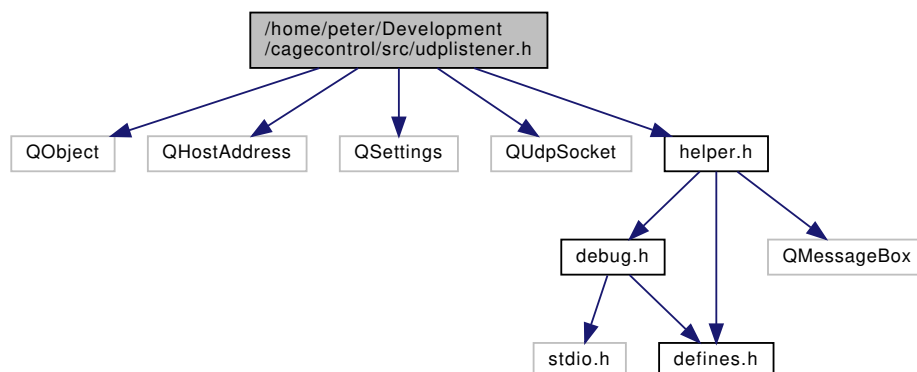 /home/peter/Development
/cagecontrol/src/udplistener.h
QObject
QHostAddress
QSettings
QUdpSocket
helper.h
debug.h
QMessageBox
stdio.h
defines.h